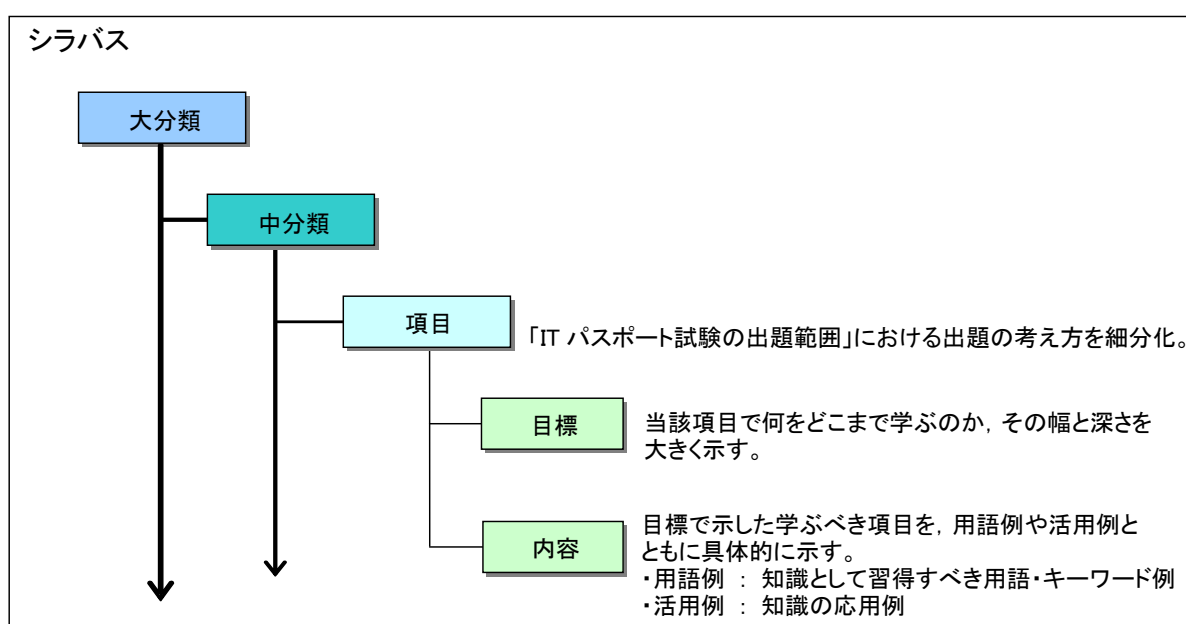 シラバス
大分類
中分類
項目
「IT パスポート試験の出題範囲」における出題の考え方を細分化。
目標
当該項目で何をどこまで学ぶのか，その幅と深さを
大きく示す。
内容
目標で示した学ぶべき項目を，用語例や活用例と
ともに具体的に示す。
・用語例 ： 知識として習得すべき用語・キーワード例
・活用例 ： 知識の応用例